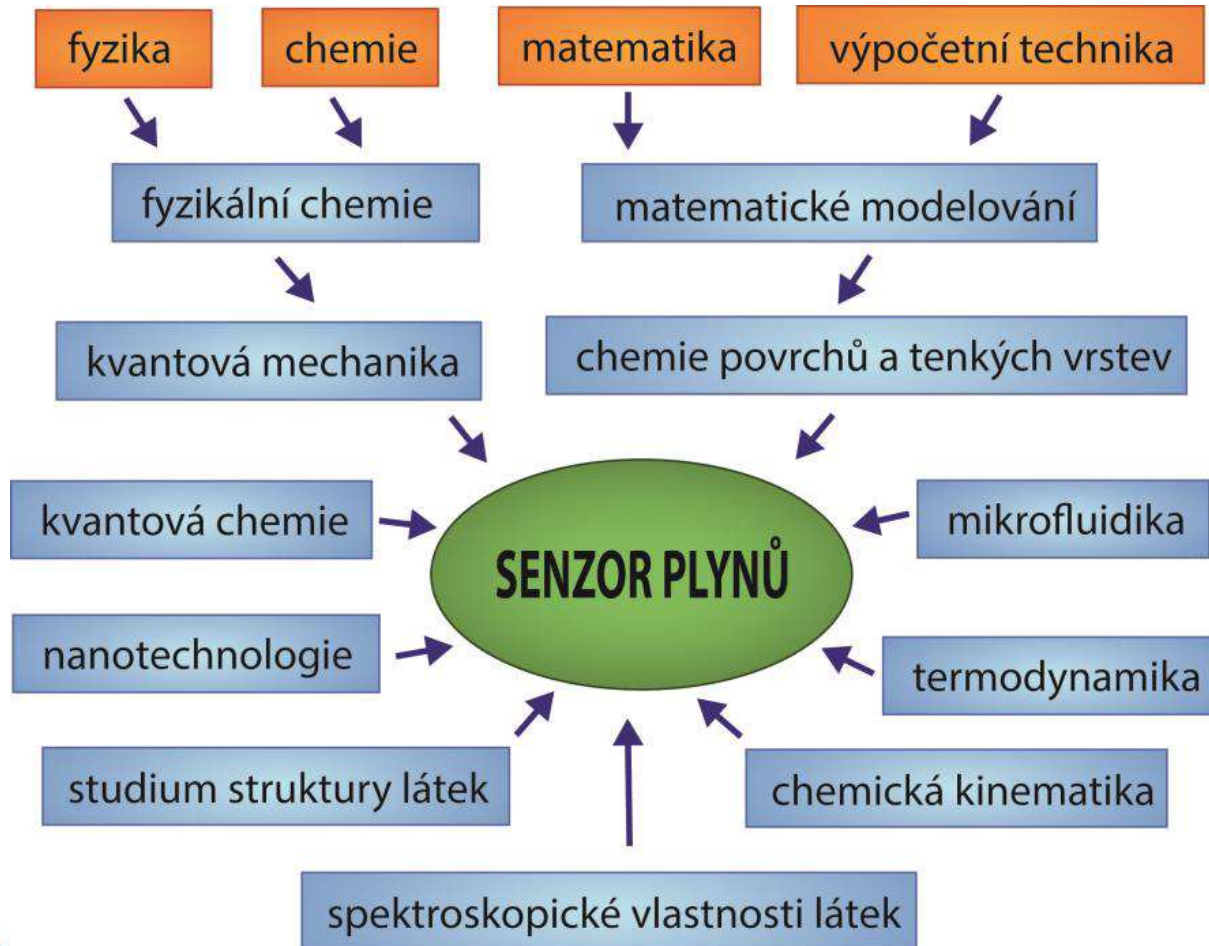 fyzika
chemie
matematika
výpočetní technika
fyzikální chemie
matematické modelování
kvantová mechanika
chemie povrchů a tenkých vrstev
kvantová chemie
SENZOR PLYNŮ
mikrofluidika
nanotechnologie
termodynamika
studium struktury látek
chemická kinematika
spektroskopické vlastnosti látek